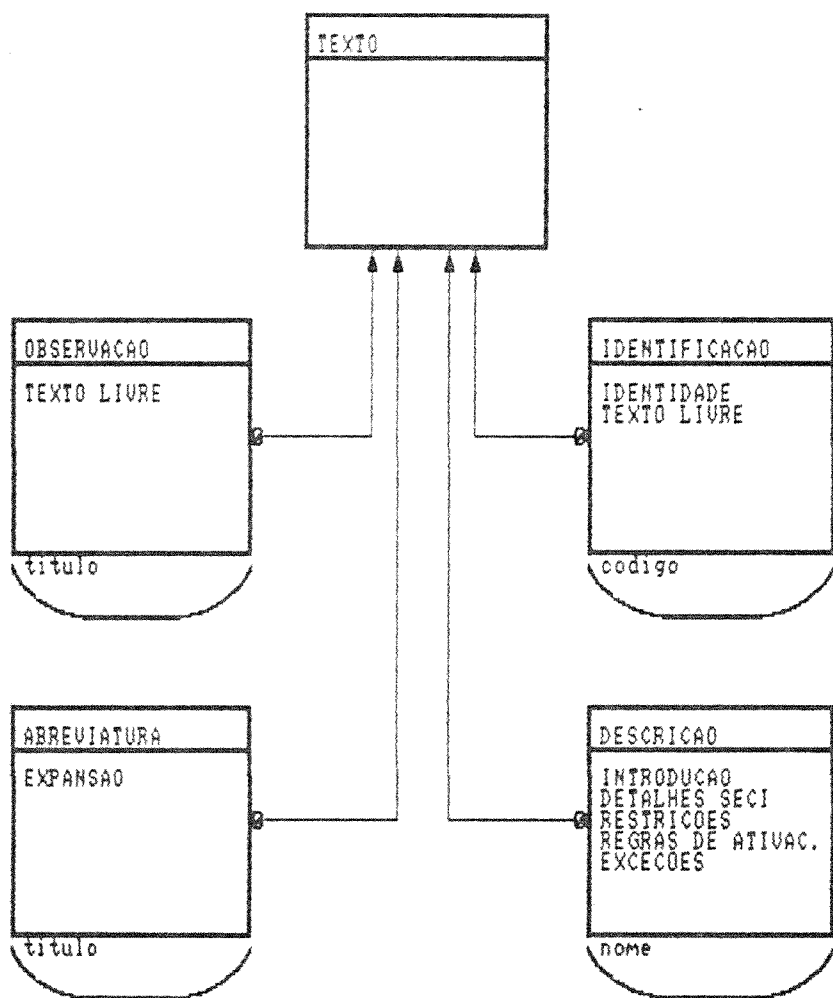 TEXTO
OBSERVACAO
TEXTO LIVRE
titulo
IDENTIFICACAO
IDENTIDADE
TEXTO LIVRE
codigo
ABREVIATURA
EXPANSAO
titulo
DESCRICAO
INTRODUCAO
DETALHES SECI
RESTRICOES
REGRAS DE ATIVAC.
EXCECOES
nome